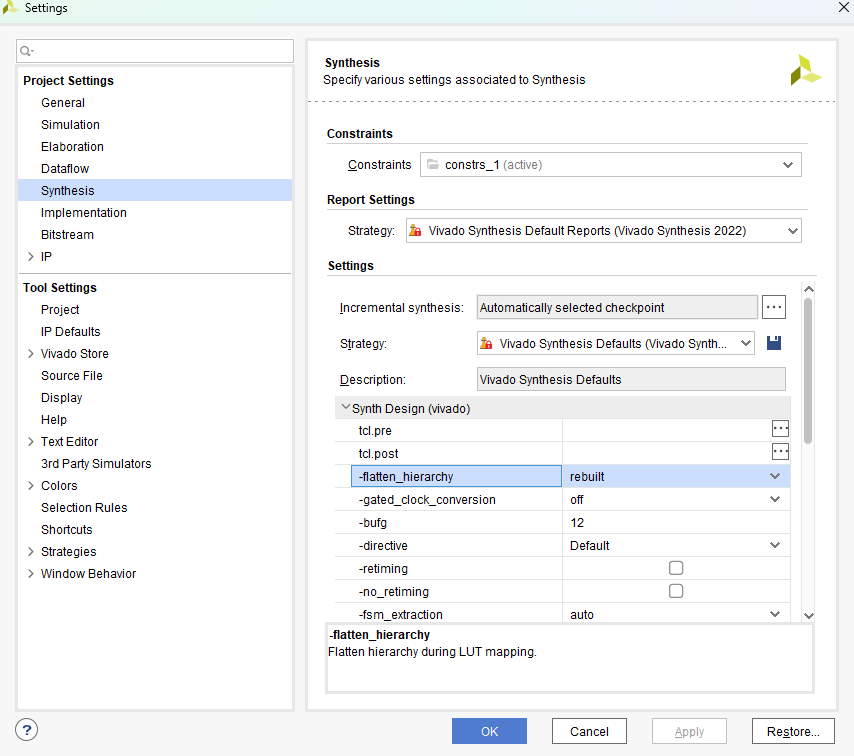 Settings
Project Settings
General
Simulation
Elaboration
Dataflow
Synthesis
Implementation
Bitstream
IP
Tool Settings
Project
IP Defaults
Vivado Store
Source File
Display
Help
Text Editor
3rd Party Simulators
Colors
Selection Rules
Shortcuts
Strategies
Window Behavior
Synthesis
Specify various settings associated to Synthesis
Constraints
Constraints constrs_1 (active)
Report Settings
Strategy: Vivado Synthesis Default Reports (Vivado Synthesis 2022)
Settings
Incremental synthesis: Automatically selected checkpoint ...
Strategy: Vivado Synthesis Defaults (Vivado Synth...
Description: Vivado Synthesis Defaults
Synth Design (vivado)
tcl.pre ...
tcl.post ...
-flatten_hierarchy rebuilt
-gated_clock_conversion off
-bufg 12
-directive Default
-retiming
-no_retiming
-fsm_extraction auto
-flatten_hierarchy
Flatten hierarchy during LUT mapping.
? OK Cancel Apply Restore...